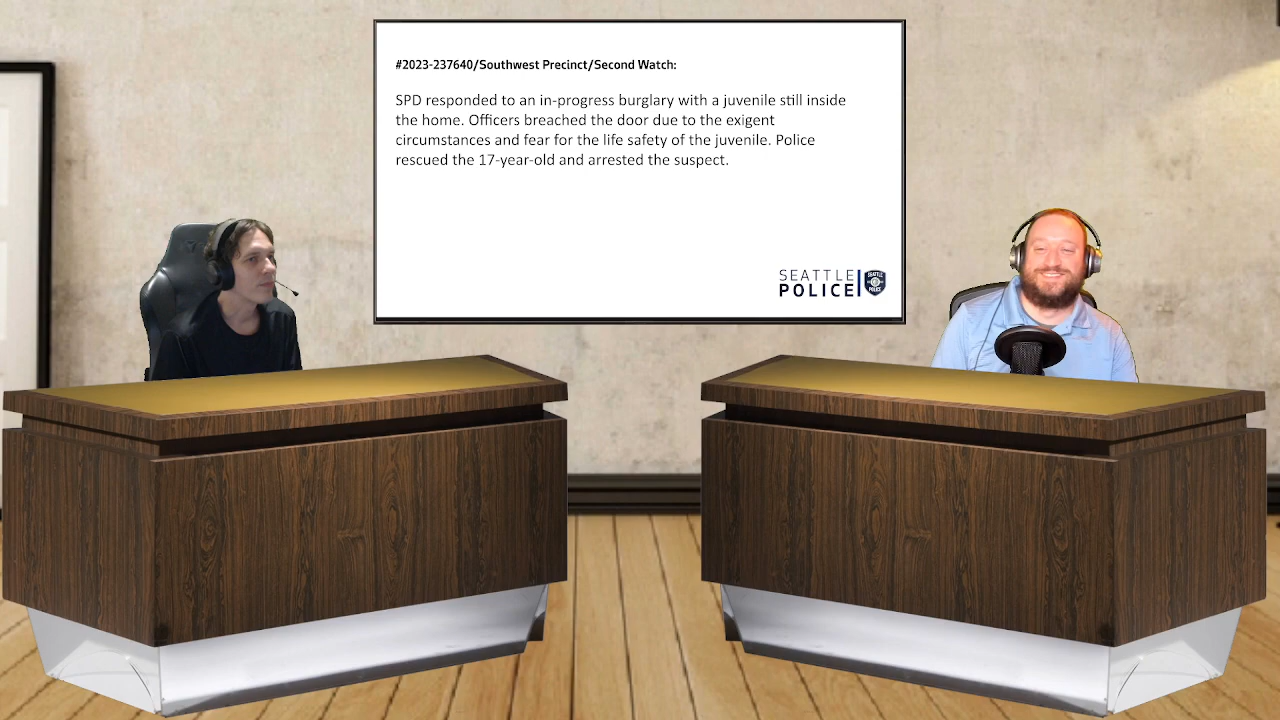 #2023-237640/Southwest Precinct/Second Watch:
SPD responded to an in-progress burglary with a juvenile still inside
the home. Officers breached the door due to the exigent
circumstances and fear for the life safety of the juvenile. Police
rescued the 17-year-old and arrested the suspect.
SEATTLE
POLICE
SEATTLE
POLICE